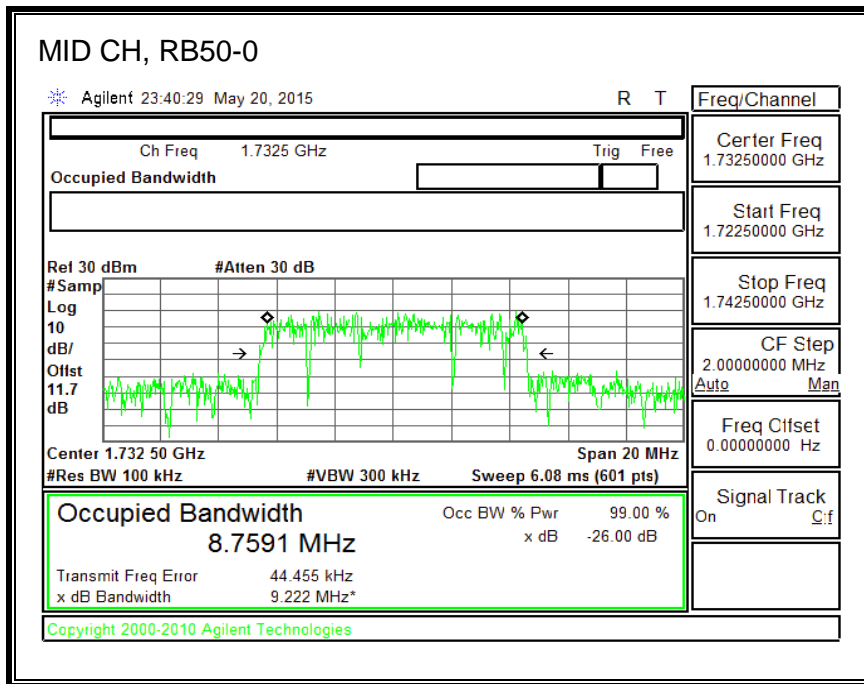 MID CH, RB50-0
Agilent 23:40:29 May 20, 2015 R T
Freq/Channel
Ch Freq 1.7325 GHz Trig Free
Occupied Bandwidth
Center Freq
1.73250000 GHz
Start Freq
1.72250000 GHz
Stop Freq
1.74250000 GHz
CF Step
2.00000000 MHz
Auto Man
Freq Offset
0.00000000 Hz
Signal Track
On Off
Ref 30 dBm #Atten 30 dB
#Samp
Log
10
dB/
Offst
11.7
dB
Center 1.732 50 GHz Span 20 MHz
#Res BW 100 kHz #VBW 300 kHz Sweep 6.08 ms (601 pts)
Occupied Bandwidth
8.7591 MHz
Occ BW % Pwr 99.00 %
x dB -26.00 dB
Transmit Freq Error 44.455 kHz
x dB Bandwidth 9.222 MHz*
Copyright 2000-2010 Agilent Technologies